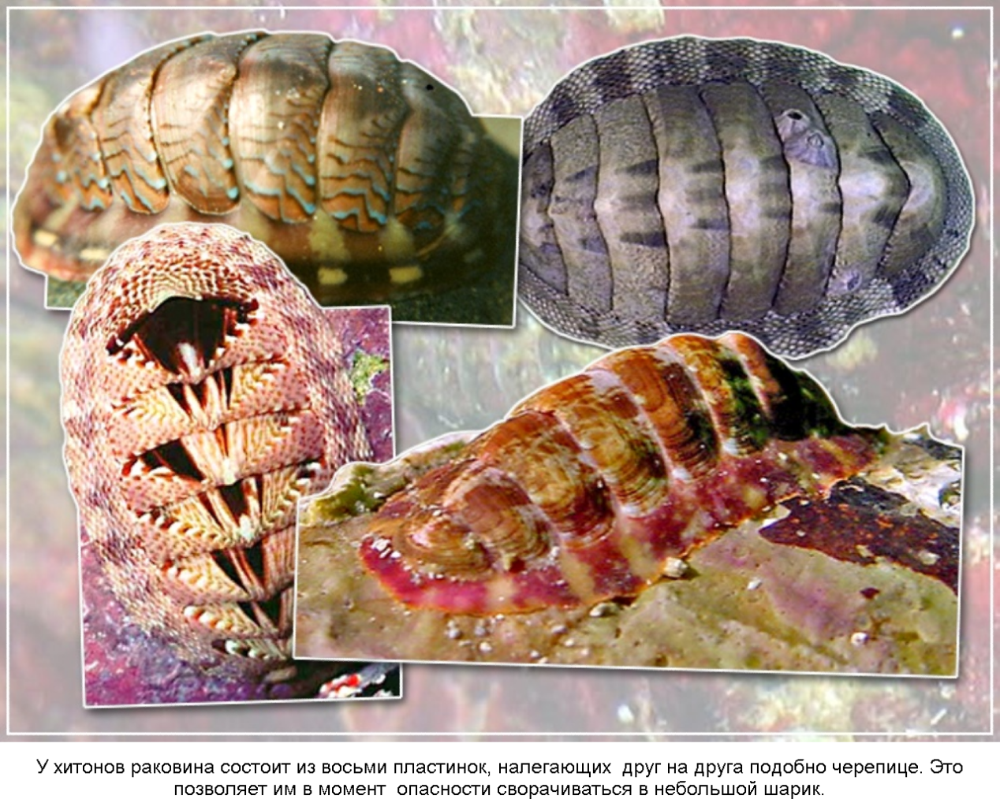 У хитонов раковина состоит из восьми пластинок, налегающих  друг на друга подобно черепице. Это
позволяет им в момент  опасности сворачиваться в небольшой шарик.